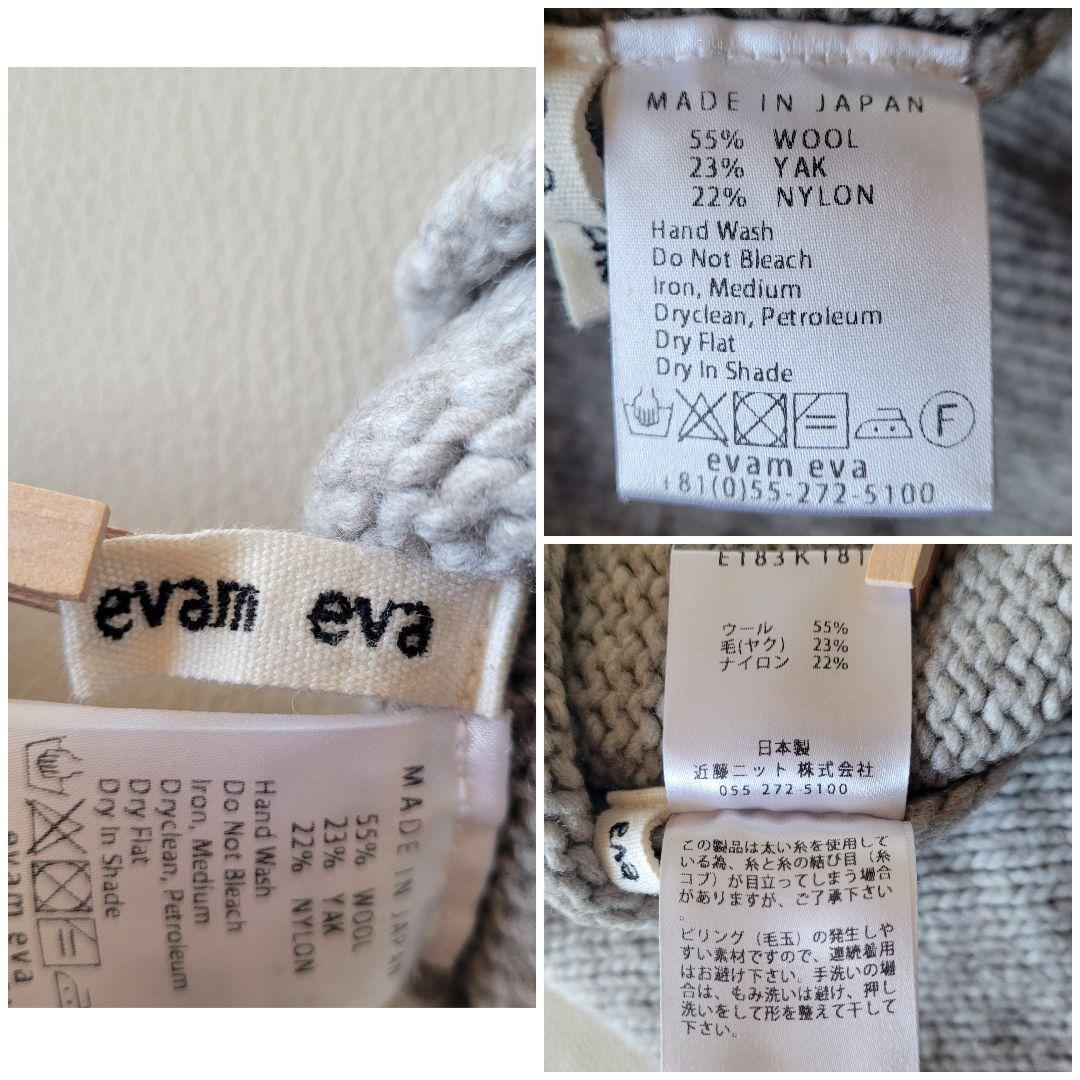 evam eva
MADE IN JAPAN
55% WOOL
23% YAK
22% NYLON
Hand Wash
Do Not Bleach
Iron, Medium
Dryclean, Petroleum
Dry Flat
Dry In Shade
evam eva
MADE IN JAPAN
55% WOOL
23% YAK
22% NYLON
Hand Wash
Do Not Bleach
Iron, Medium
Dryclean, Petroleum
Dry Flat
Dry In Shade
F
evam eva
+81(0)55-272-5100
E183K181
ウール 55%
毛(ヤク) 23%
ナイロン 22%
日本製
近藤ニット 株式会社
055 272-5100
eva
この製品は太い糸を使用して
いる為、糸と糸の結び目（糸
コブ）が目立ってしまう場合
がありますが、ご了承下さい
。
ピリング（毛玉）の発生しや
すい素材ですので、連続着用
はお避け下さい。手洗いの場
合は、もみ洗いは避け、押し
洗いをして形を整えて干して
下さい。